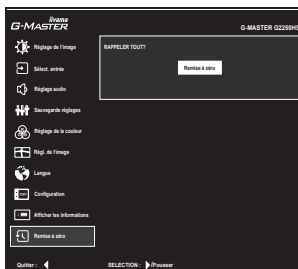 iiyama
G-MASTER
G-MASTER G2250HS
Réglage de l'image
RAPPELER TOUT?
Sélect. entrée
Remise à zéro
Réglage audio
Sauvegarde réglages
Réglage de la couleur
Régl. de l'image
Langue
Configuration
Afficher les informations
Remise à zéro
Quitter : SELECTION : /Pousser